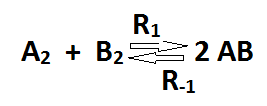 R₁
A₂ + B₂ ⇌ 2 AB
R₋₁